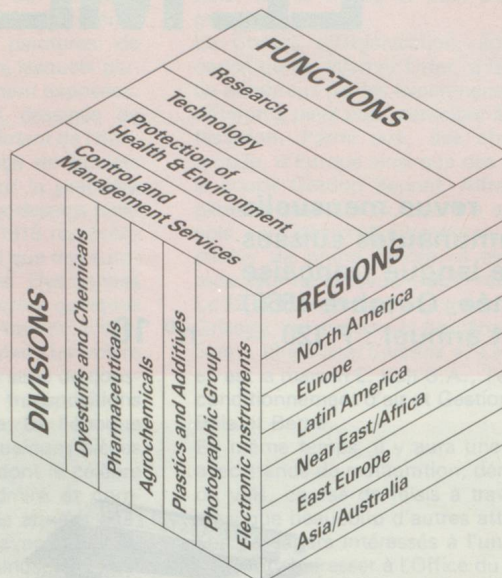 FUNCTIONS
Research
Technology
Protection of
Health & Environment
Control and
Management Services
DIVISIONS
Dyestuffs and Chemicals
Pharmaceuticals
Agrochemicals
Plastics and Additives
Photographic Group
Electronic Instruments
REGIONS
North America
Europe
Latin America
Near East/Africa
East Europe
Asia/Australia